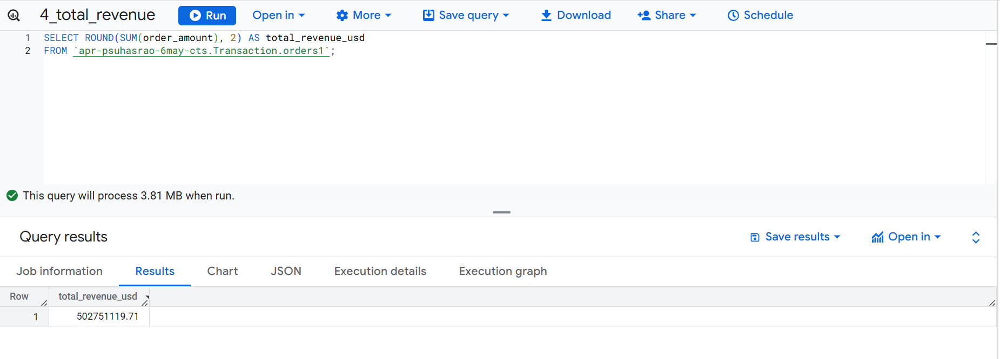 4_total_revenue Run Open in More Save query Download Share Schedule
1 SELECT ROUND(SUM(order_amount), 2) AS total_revenue_usd
2 FROM `apr-psuhasrao-6may-cts.Transaction.orders1`;
This query will process 3.81 MB when run.
Query results Save results Open in
Job information Results Chart JSON Execution details Execution graph
Row total_revenue_usd
1 502751119.71